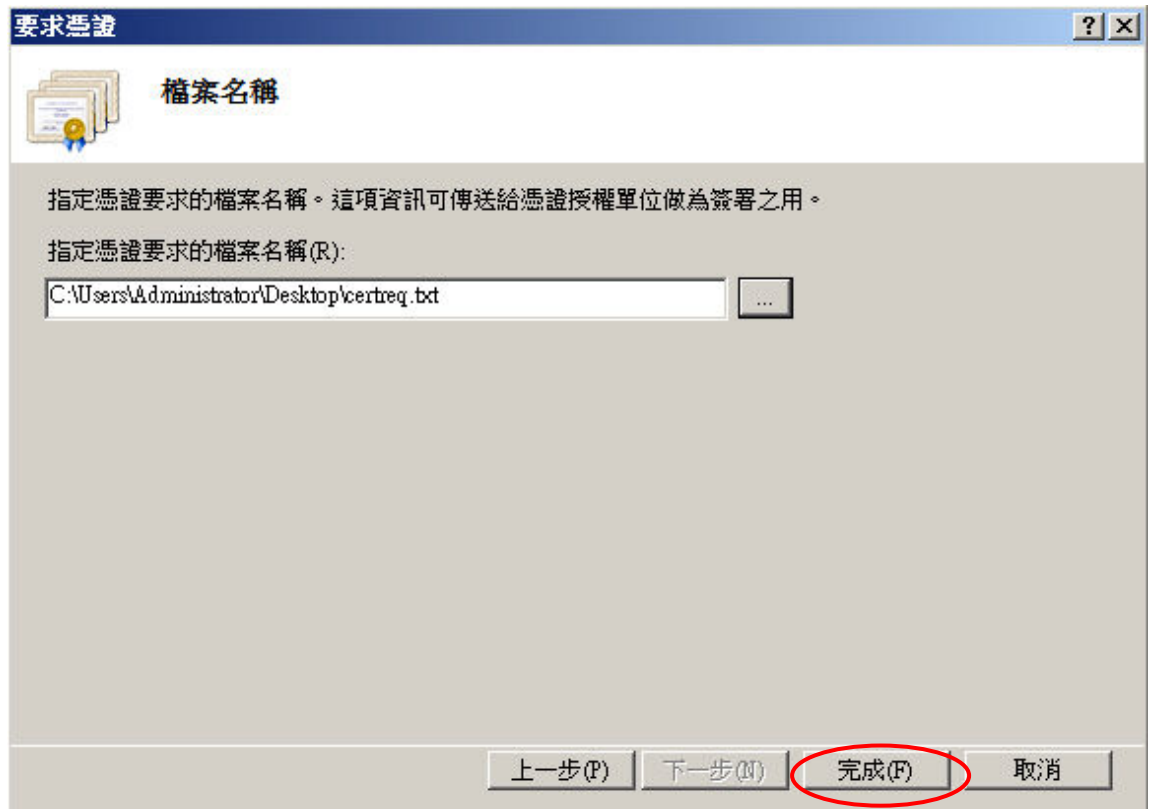 要求憑證
檔案名稱
指定憑證要求的檔案名稱。這項資訊可傳送給憑證授權單位做為簽署之用。
指定憑證要求的檔案名稱(R):
C:\Users\Administrator\Desktop\certreq.txt
...
上一步(P) 下一步(N) 完成(F) 取消